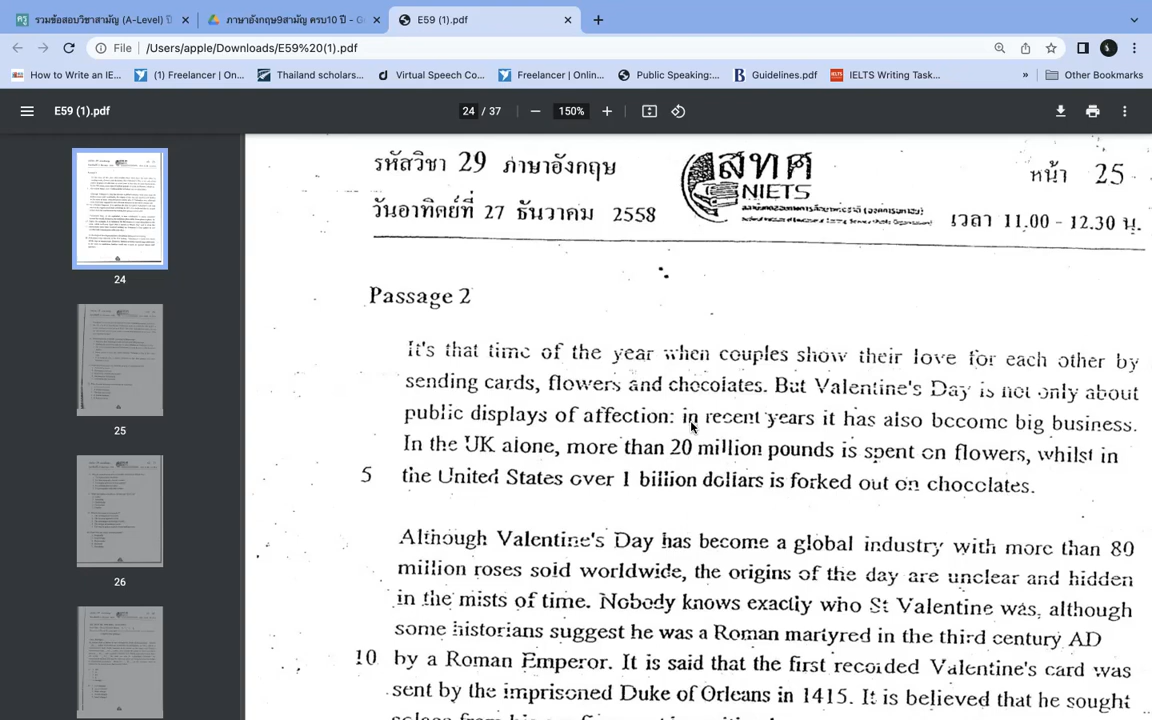 รวมข้อสอบวิชาสามัญ (A-Level) ปี
ภาษาอังกฤษ9สามัญ ครบ10 ปี - G
E59 (1).pdf
File /Users/apple/Downloads/E59%20(1).pdf
How to Write an IE...
(1) Freelancer | On...
Thailand scholars...
Virtual Speech Co...
Freelancer | Onlin...
Public Speaking:...
Guidelines.pdf
IELTS Writing Task...
»
Other Bookmarks
E59 (1).pdf
24 / 37
150%
24
25
26
รหัสวิชา 29 ภาษาอังกฤษ
สทศ
NIETS
หน้า 25
วันอาทิตย์ที่ 27 ธันวาคม 2558
เวลา 11.00 - 12.30 น.
Passage 2
It's that time of the year when couples show their love for each other by
sending cards, flowers and chocolates. But Valentine's Day is not only about
public displays of affection: in recent years it has also become big business.
In the UK alone, more than 20 million pounds is spent on flowers, whilst in
5 the United States over 1 billion dollars is forked out on chocolates.
Although Valentine's Day has become a global industry with more than 80
million roses sold worldwide, the origins of the day are unclear and hidden
in the mists of time. Nobody knows exactly who St Valentine was, although
some historians suggest he was a Roman martyred in the third century AD
10 by a Roman Emperor. It is said that the first recorded Valentine's card was
sent by the imprisoned Duke of Orleans in 1415. It is believed that he sought